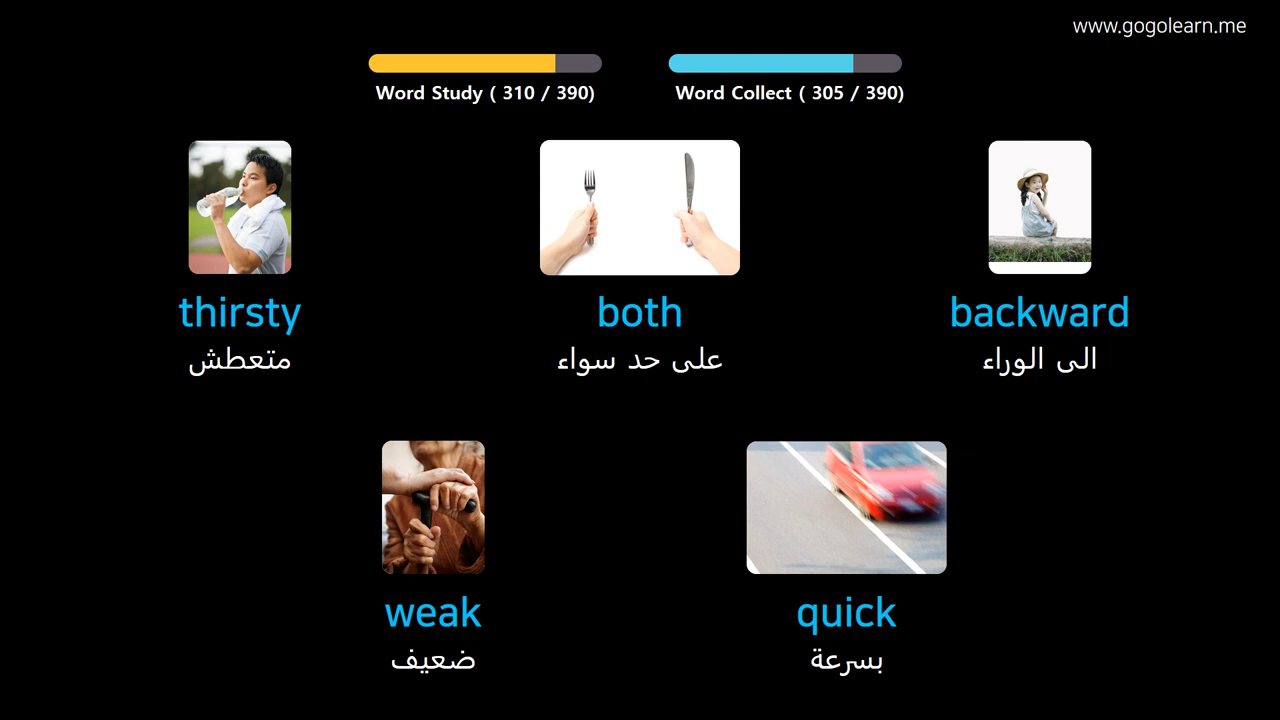 www.gogolearn.me
Word Study ( 310 / 390)
Word Collect ( 305 / 390)
thirsty
متعطش
both
على حد سواء
backward
الى الوراء
weak
ضعيف
quick
بسرعة